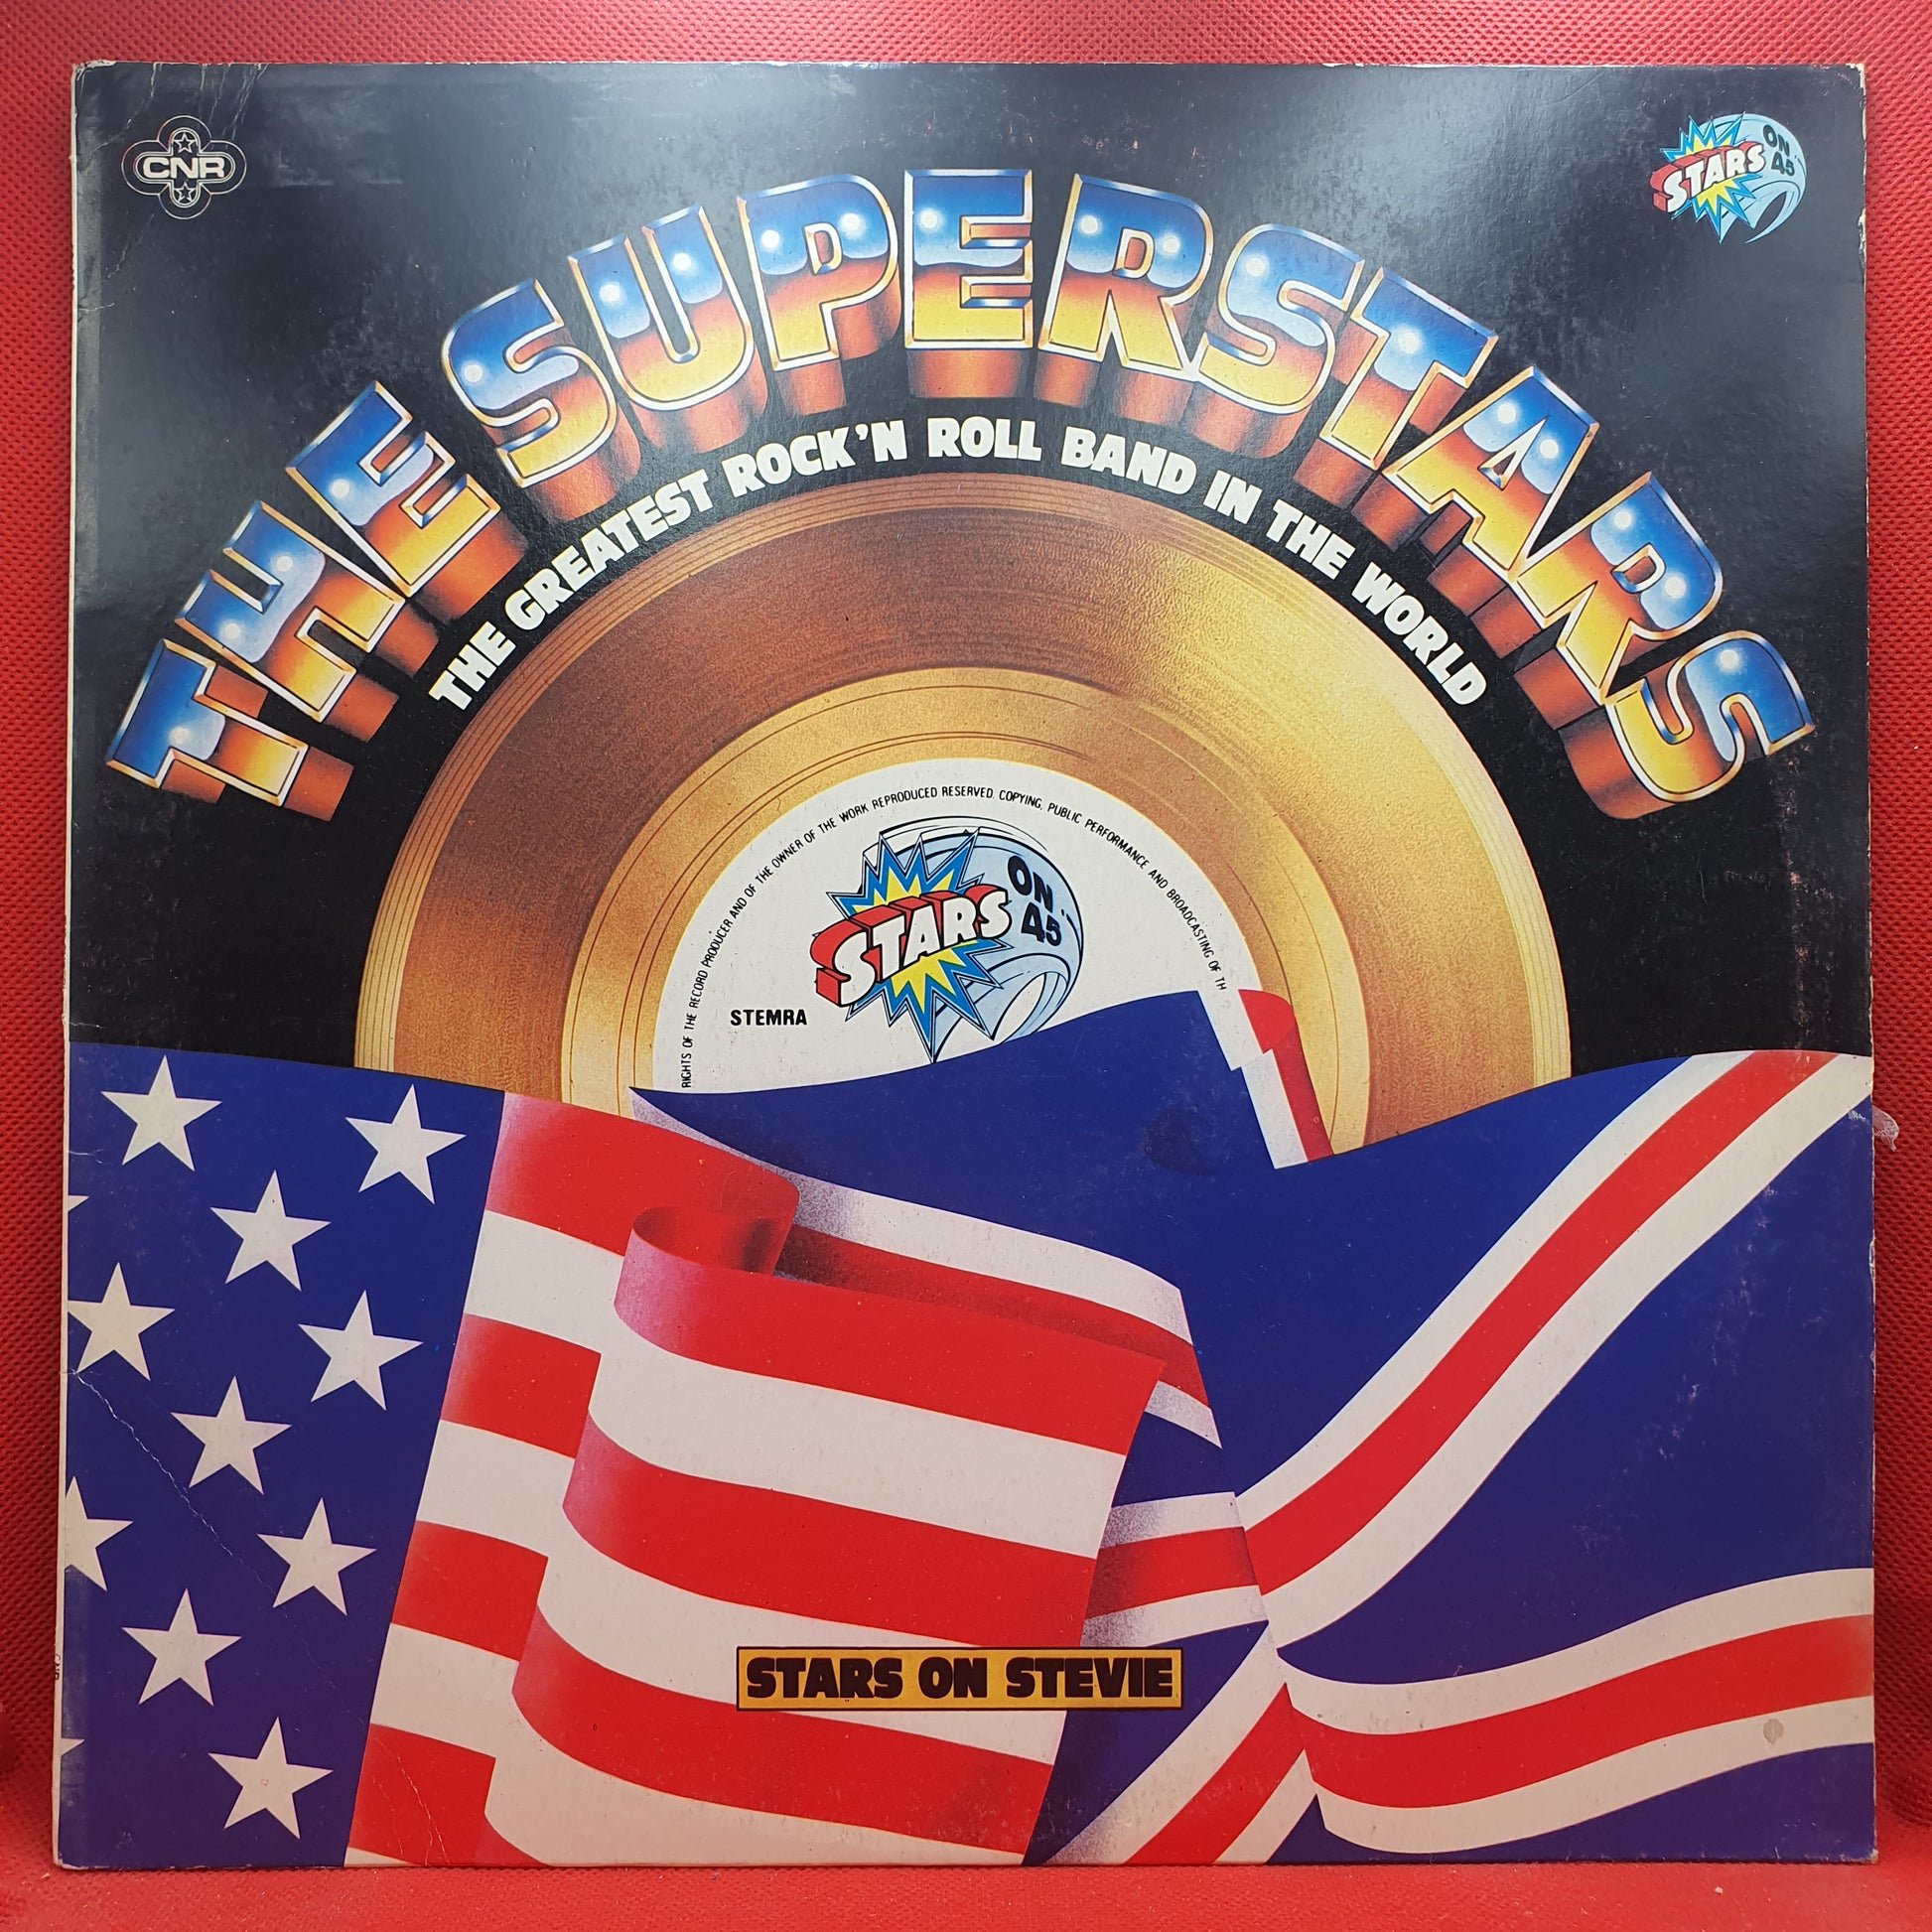 CNR
STARS ON 45
THE SUPERSTARS
THE GREATEST ROCK'N ROLL BAND IN THE WORLD
RIGHTS OF THE RECORD PRODUCER AND OF THE OWNER OF THE WORK REPRODUCED RESERVED. COPYING, PUBLIC PERFORMANCE AND BROADCASTING OF TH
STARS ON 45
STEMRA
STARS ON STEVIE